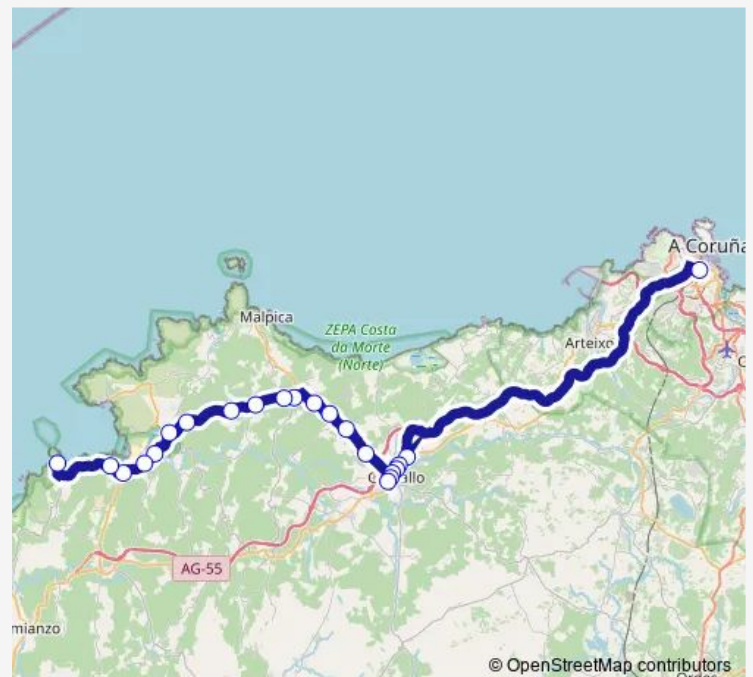 A Coruña
Malpica
ZEPA Costa
da Morte
(Norte)
Arteixo
AG-55
mianzo
© OpenStreetMap contributors